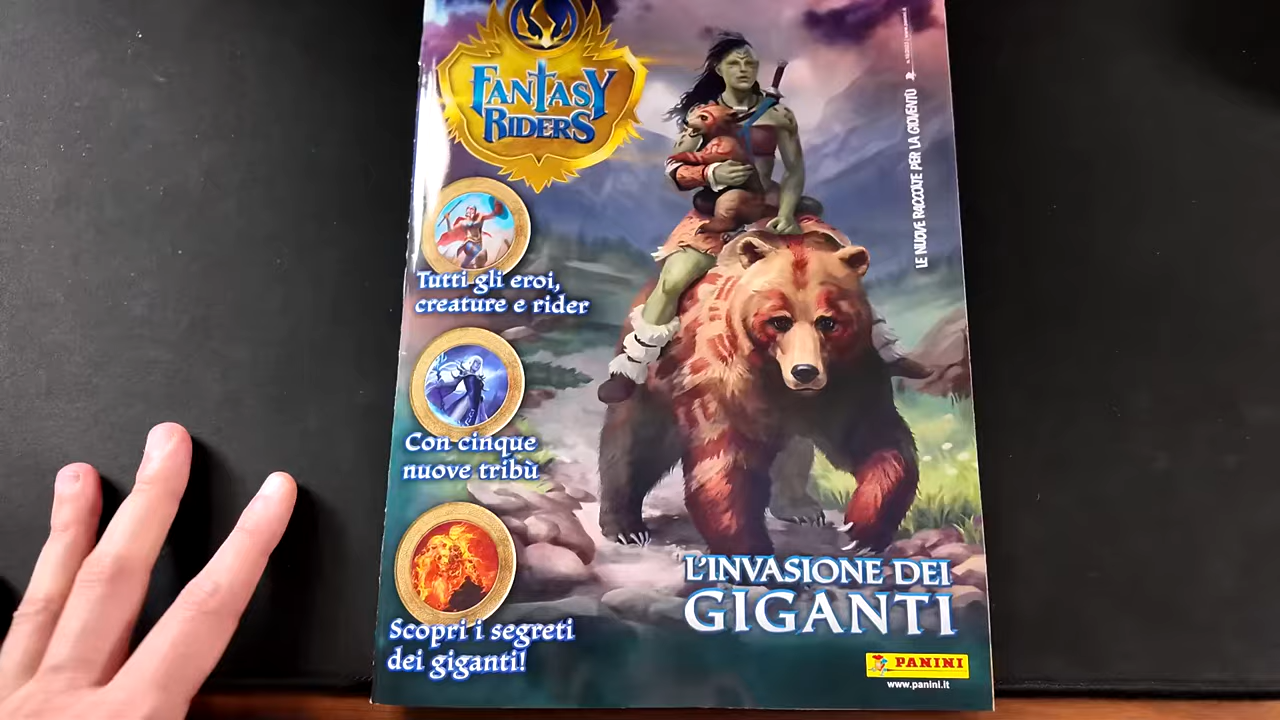 FANTASY
RIDERS
Tutti gli eroi,
creature e rider
Con cinque
nuove tribù
Scopri i segreti
dei giganti!
L'INVASIONE DEI
GIGANTI
PANINI
www.panini.it
LE NUOVE RACCOLTE PER LA GIOVENTÙ